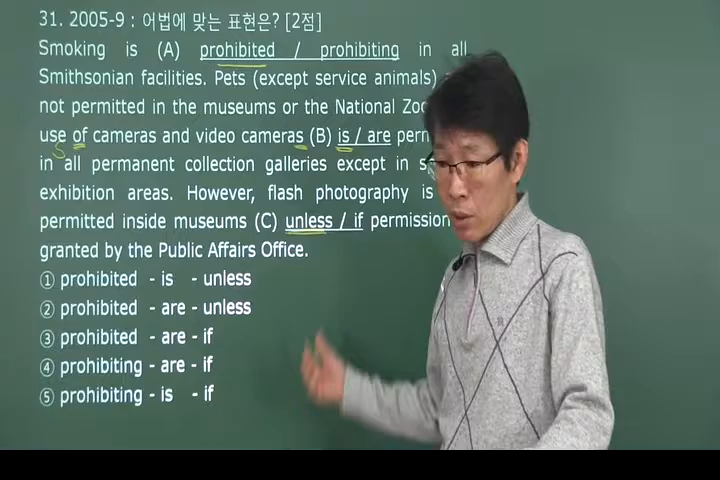 31. 2005-9 : 어법에 맞는 표현은? [2점]
Smoking is (A) prohibited / prohibiting in all
Smithsonian facilities. Pets (except service animals)
not permitted in the museums or the National
use of cameras and video cameras (B) is / are
S
in all permanent collection galleries except in
exhibition areas. However, flash photography is
permitted inside museums (C) unless / if permission
granted by the Public Affairs Office.
① prohibited - is - unless
② prohibited - are - unless
③ prohibited - are - if
④ prohibiting - are - if
⑤ prohibiting - is - if